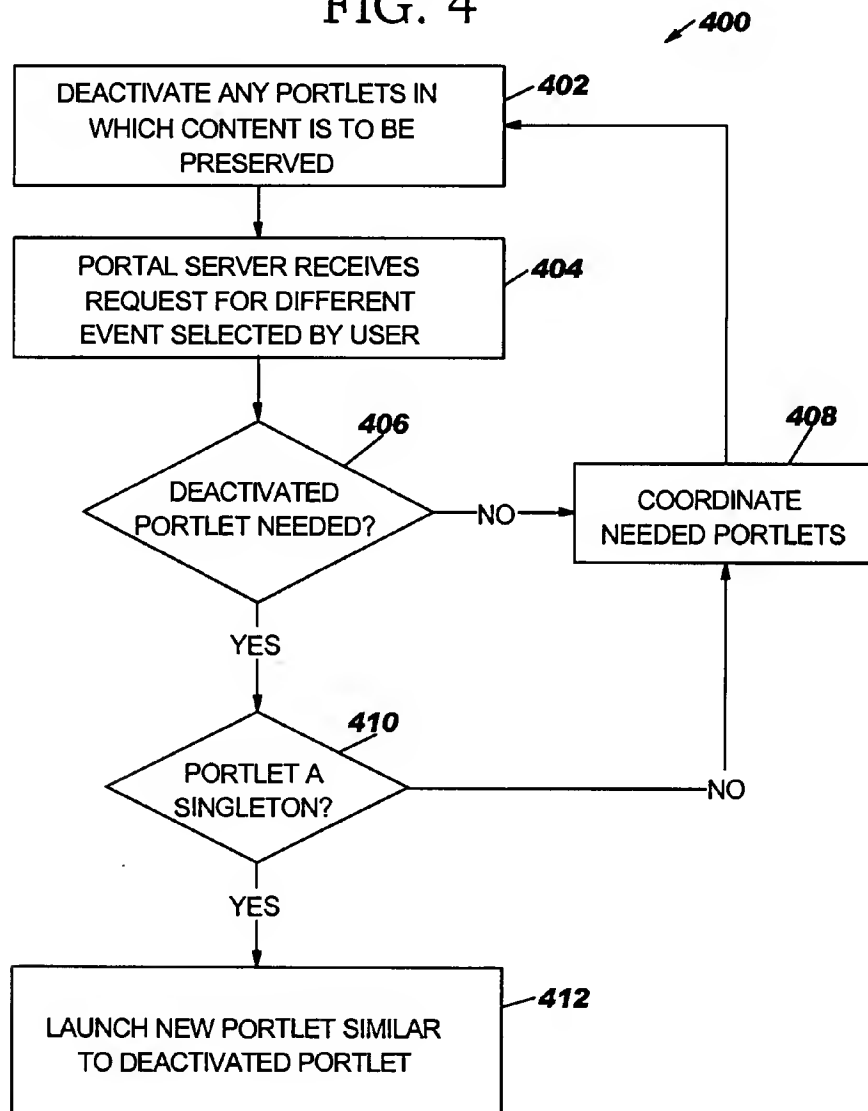 FIG. 4
400
DEACTIVATE ANY PORTLETS IN
WHICH CONTENT IS TO BE
PRESERVED
402
PORTAL SERVER RECEIVES
REQUEST FOR DIFFERENT
EVENT SELECTED BY USER
404
406
DEACTIVATED
PORTLET NEEDED?
NO
408
COORDINATE
NEEDED PORTLETS
YES
410
PORTLET A
SINGLETON?
NO
YES
412
LAUNCH NEW PORTLET SIMILAR
TO DEACTIVATED PORTLET